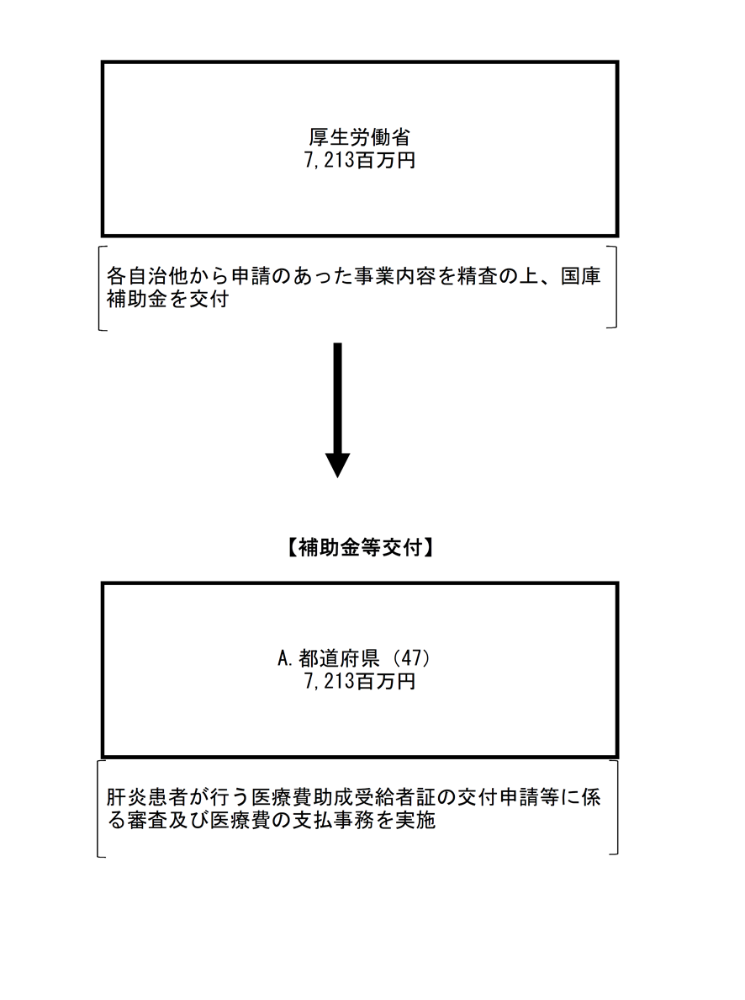 厚生労働省
7,213百万円
各自治他から申請のあった事業内容を精査の上、国庫
補助金を交付
【補助金等交付】
A.都道府県（47）
7,213百万円
肝炎患者が行う医療費助成受給者証の交付申請等に係
る審査及び医療費の支払事務を実施